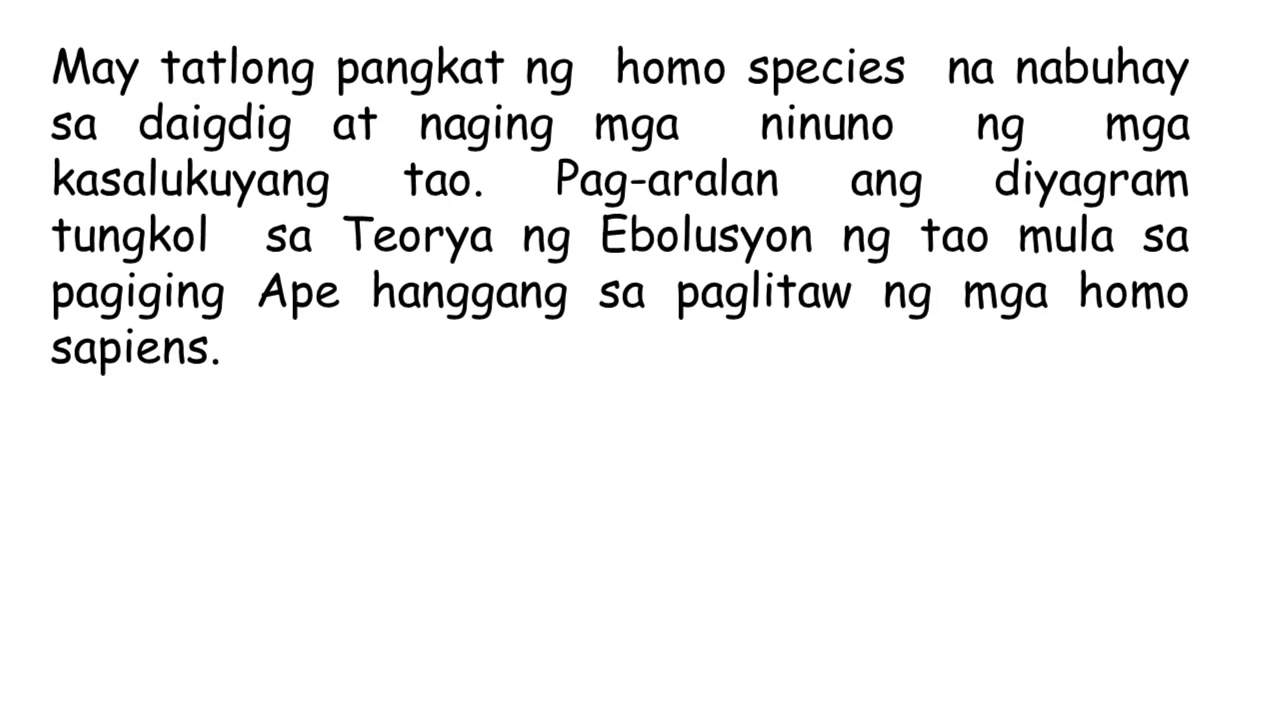 May tatlong pangkat ng homo species na nabuhay
sa daigdig at naging mga ninuno ng mga
kasalukuyang tao. Pag-aralan ang diyagram
tungkol sa Teorya ng Ebolusyon ng tao mula sa
pagiging Ape hanggang sa paglitaw ng mga homo
sapiens.